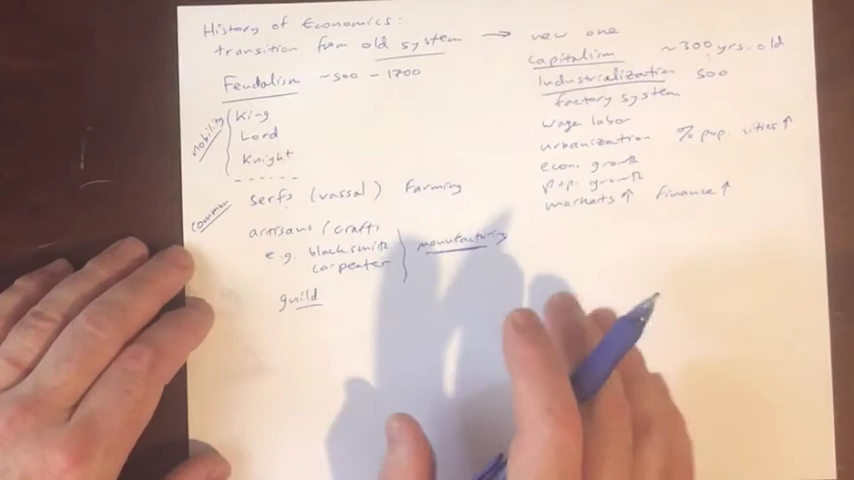 History of Economics:
transition from old system → new one
Feudalism ~500 - 1700
nobility
King
Lord
Knight
common
serfs (vassal) farming
artisans / crafts
e.g. blacksmith
carpenter
manufacturing
guild
capitalism ~300 yrs. old
Industrialization 500
factory system
wage labor
urbanization % pop. cities ↑
econ. growth
pop. growth
markets ↑ finance ↑